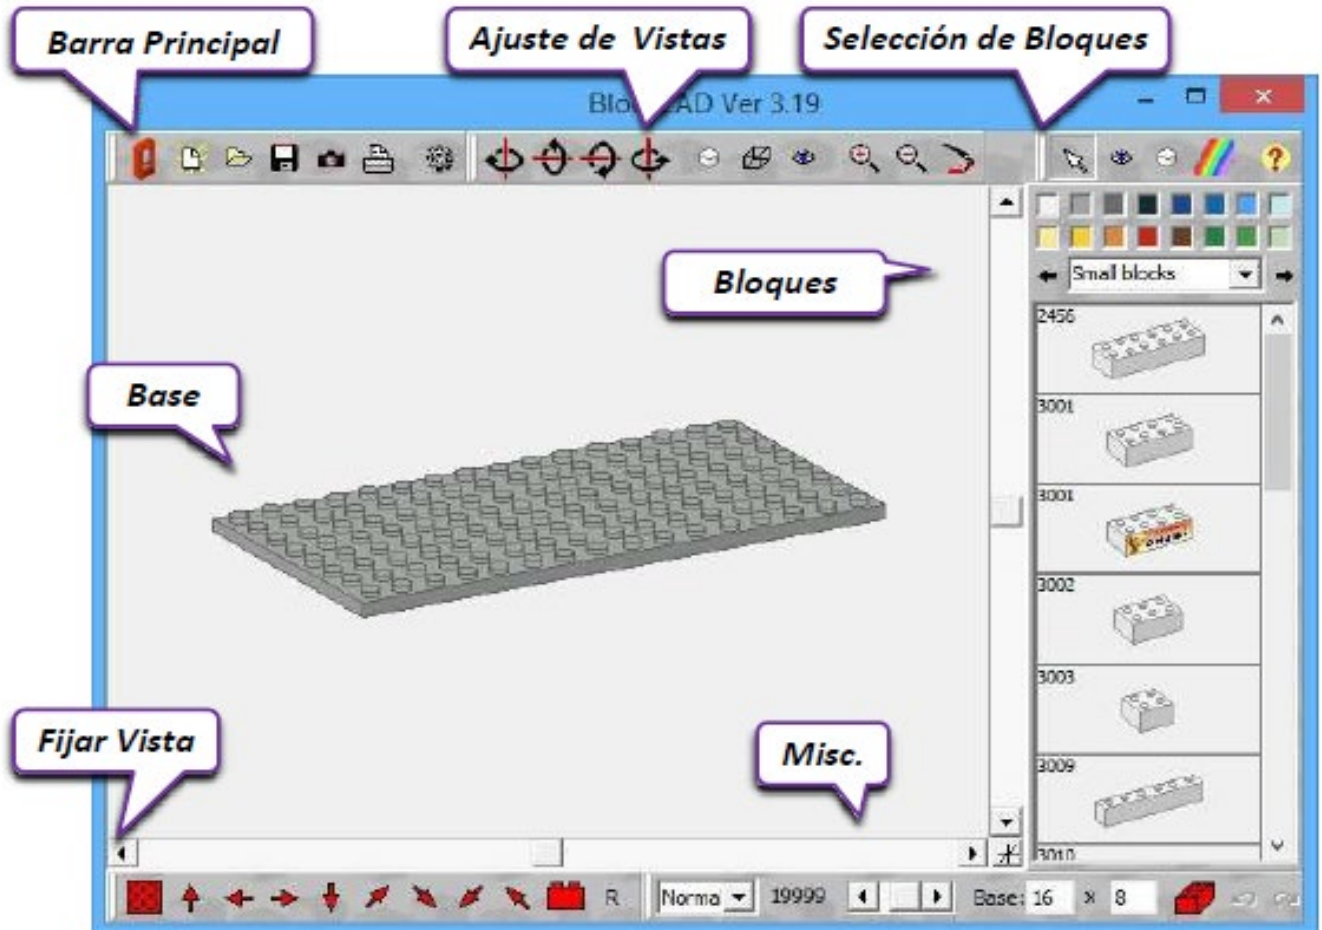 Barra Principal
Ajuste de Vistas
Selección de Bloques
AD Ver 3.19
Bloques
Small blocks
2456
3001
3001
3002
3003
3009
3010
Base
Fijar Vista
Misc.
R
Norma
19999
Base: 16 x 8